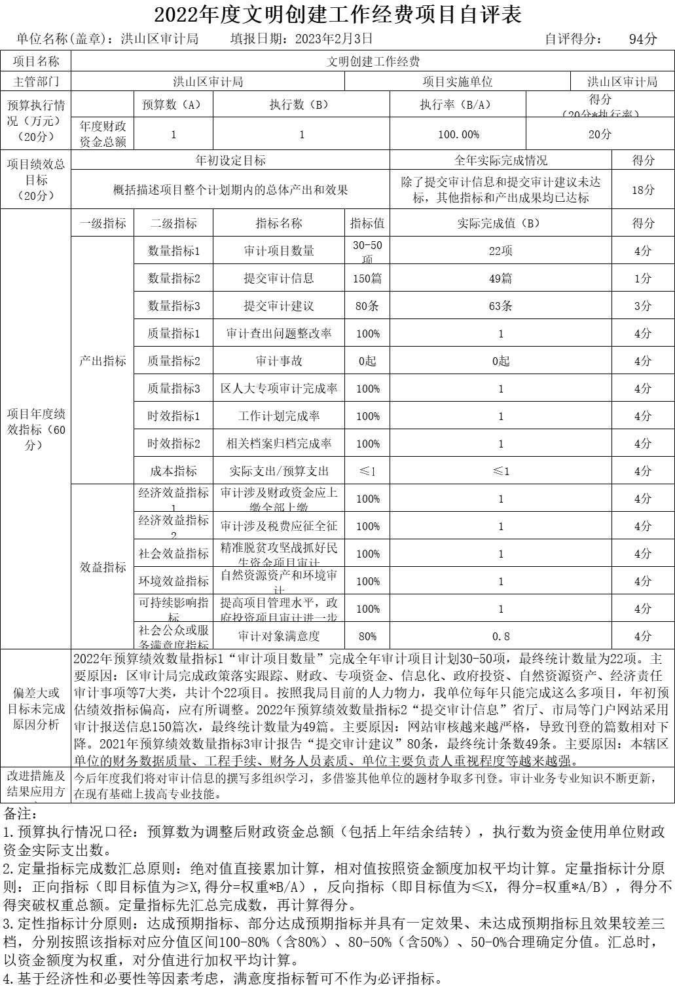 2022年度文明创建工作经费项目自评表
单位名称(盖章)：洪山区审计局 填报日期：2023年2月3日 自评得分： 94分
项目名称 文明创建工作经费
主管部门 洪山区审计局 项目实施单位 洪山区审计局
预算执行情
况（万元）
（20分）
预算数（A） 执行数（B） 执行率（B/A） 得分
（20分*执行率）
年度财政
资金总额
1 1 100.00% 20分
项目绩效总
目标
（20分）
年初设定目标 全年实际完成情况 得分
概括描述项目整个计划期内的总体产出和效果
除了提交审计信息和提交审计建议未达
标，其他指标和产出成果均已达标
18分
项目年度绩
效指标（60
分）
一级指标 二级指标 指标名称 指标值 实际完成值（B） 得分
产出指标
数量指标1 审计项目数量 30-50
项
22项 4分
数量指标2 提交审计信息 150篇 49篇 1分
数量指标3 提交审计建议 80条 63条 3分
质量指标1 审计查出问题整改率 100% 1 4分
质量指标2 审计事故 0起 0起 4分
质量指标3 区人大专项审计完成率 100% 1 4分
时效指标1 工作计划完成率 100% 1 4分
时效指标2 相关档案归档完成率 100% 1 4分
成本指标 实际支出/预算支出 ≤1 ≤1 4分
效益指标
经济效益指标
1
审计涉及财政资金应上
缴全部上缴
100% 1 4分
经济效益指标
2
审计涉及税费应征全征 100% 1 4分
社会效益指标 精准脱贫攻坚战抓好民
生资金项目审计
100% 1 4分
环境效益指标 自然资源资产和环境审
计
100% 1 4分
可持续影响指
标
提高项目管理水平，政
府投资项目审计进一步
100% 1 4分
社会公众或服
务满意度指标
审计对象满意度 80% 0.8 4分
偏差大或
目标未完成
原因分析
2022年预算绩效数量指标1“审计项目数量”完成全年审计项目计划30-50项，最终统计数量为22项。主
要原因：区审计局完成政策落实跟踪、财政、专项资金、信息化、政府投资、自然资源资产、经济责任
审计事项等7大类，共计个22项目。按照我局目前的人力物力，我单位每年只能完成这么多项目，年初预
估绩效指标偏高，应有所调整。2022年预算绩效数量指标2“提交审计信息”省厅、市局等门户网站采用
审计报送信息150篇次，最终统计数量为49篇。主要原因：网站审核越来越严格，导致刊登的篇数相对下
降。2021年预算绩效数量指标3审计报告“提交审计建议”80条，最终统计条数49条。主要原因：本辖区
单位的财务数据质量、工程手续、财务人员素质、单位主要负责人重视程度等越来越强。
改进措施及
结果应用方
今后年度我们将对审计信息的撰写多组织学习，多借鉴其他单位的题材争取多刊登。审计业务专业知识不断更新，
在现有基础上拔高专业技能。
备注：
1.预算执行情况口径：预算数为调整后财政资金总额（包括上年结余结转），执行数为资金使用单位财政
资金实际支出数。
2.定量指标完成数汇总原则：绝对值直接累加计算，相对值按照资金额度加权平均计算。定量指标计分原
则：正向指标（即目标值为≥X,得分=权重*B/A），反向指标（即目标值为≤X，得分=权重*A/B），得分不
得突破权重总额。定量指标先汇总完成数，再计算得分。
3.定性指标计分原则：达成预期指标、部分达成预期指标并具有一定效果、未达成预期指标且效果较差三
档，分别按照该指标对应分值区间100-80%（含80%）、80-50%（含50%）、50-0%合理确定分值。汇总时，
以资金额度为权重，对分值进行加权平均计算。
4.基于经济性和必要性等因素考虑，满意度指标暂可不作为必评指标。